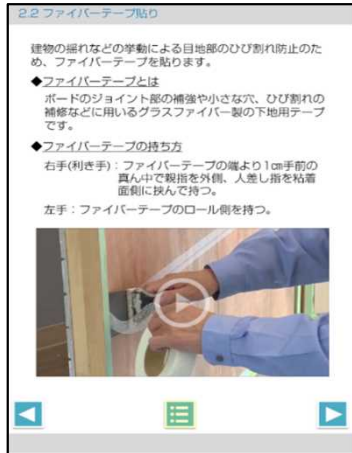 2.2 ファイバーテープ貼り
建物の揺れなどの挙動による目地部のひび割れ防止のた
め、ファイバーテープを貼ります。
◆ファイバーテープとは
ボードのジョイント部の補強や小さな穴、ひび割れの
補修などに用いるグラスファイバー製の下地用テープ
です。
◆ファイバーテープの持ち方
右手(利き手)：ファイバーテープの端より1㎝手前の
真ん中で親指を外側、人差し指を粘着
面側に挟んで持つ。
左手：ファイバーテープのロール側を持つ。